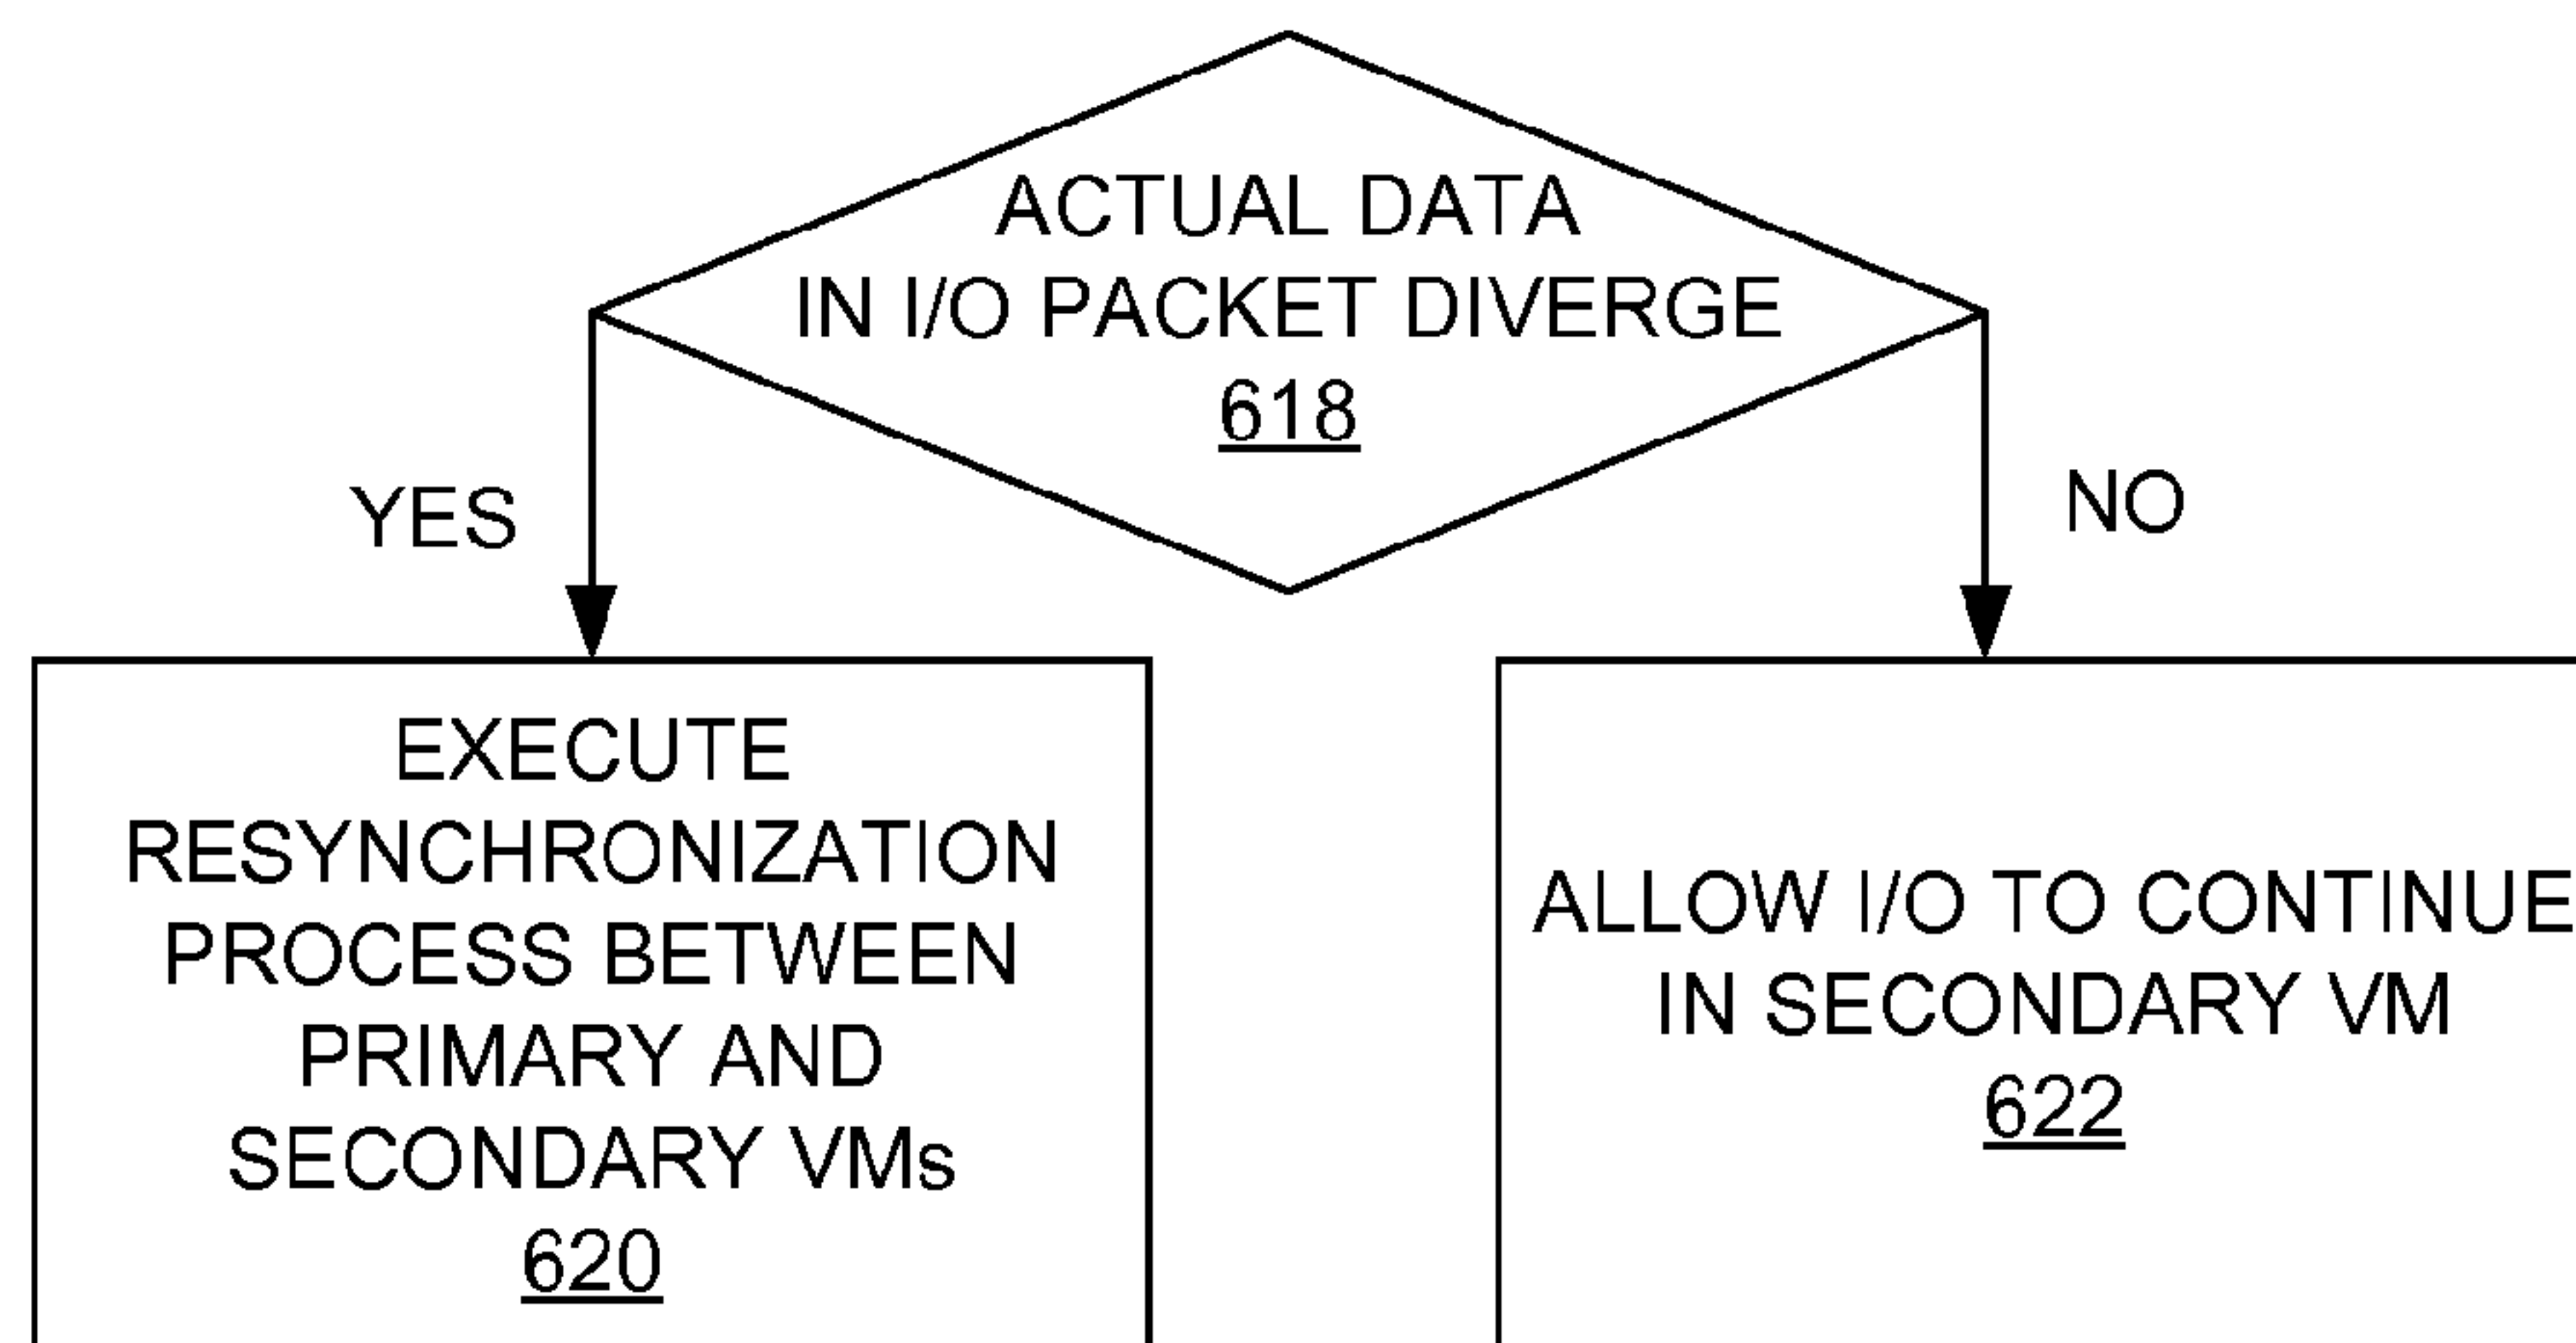 ACTUAL DATA
IN I/O PACKET DIVERGE
618
YES
NO
EXECUTE
RESYNCHRONIZATION
PROCESS BETWEEN
PRIMARY AND
SECONDARY VMs
620
ALLOW I/O TO CONTINUE
IN SECONDARY VM
622